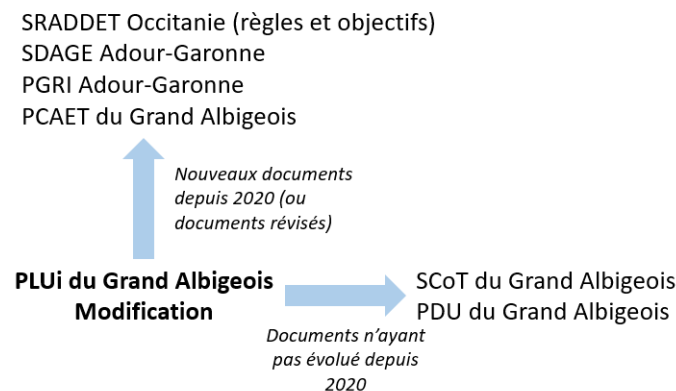 SRADDET Occitanie (règles et objectifs)
SDAGE Adour-Garonne
PGRI Adour-Garonne
PCAET du Grand Albigeois
Nouveaux documents
depuis 2020 (ou
documents révisés)
PLUi du Grand Albigeois
Modification
SCoT du Grand Albigeois
PDU du Grand Albigeois
Documents n’ayant
pas évolué depuis
2020